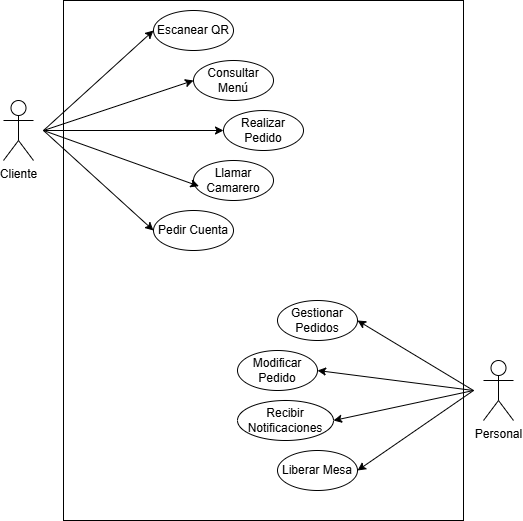 Escanear QR
Consultar
Menú
Realizar
Pedido
Cliente
Llamar
Camarero
Pedir Cuenta
Gestionar
Pedidos
Modificar
Pedido
Recibir
Notificaciones
Personal
Liberar Mesa